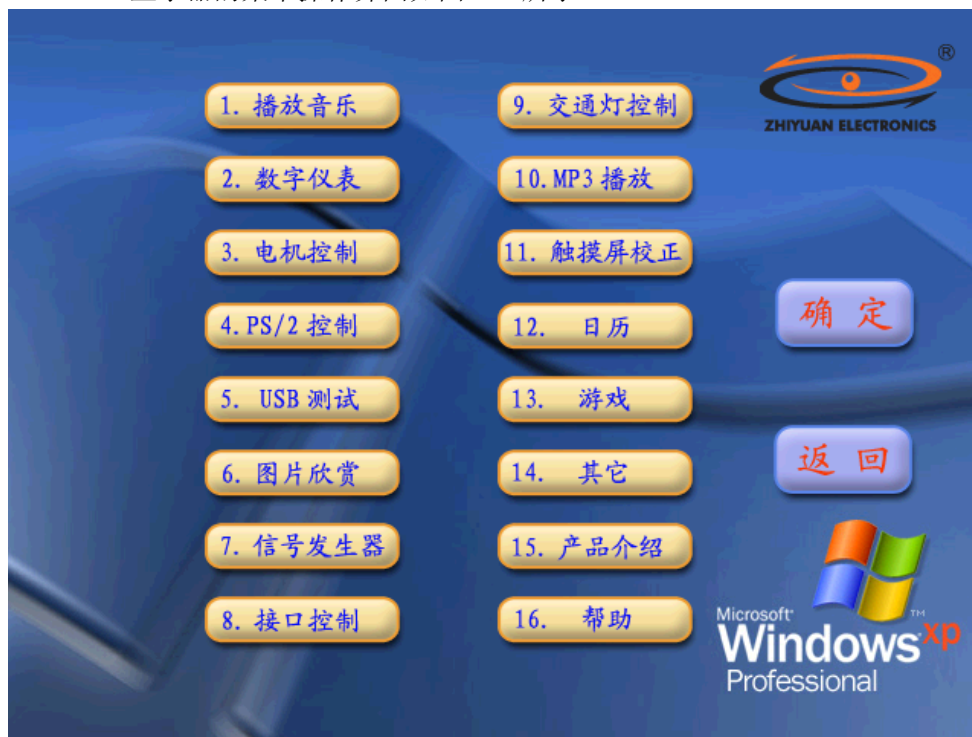 1. 播放音乐
2. 数字仪表
3. 电机控制
4. PS/2 控制
5. USB 测试
6. 图片欣赏
7. 信号发生器
8. 接口控制
9. 交通灯控制
10. MP3 播放
11. 触摸屏校正
12. 日历
13. 游戏
14. 其它
15. 产品介绍
16. 帮助
®
ZHIYUAN ELECTRONICS
确 定
返 回
Microsoft®
Windows xp
TM
Professional